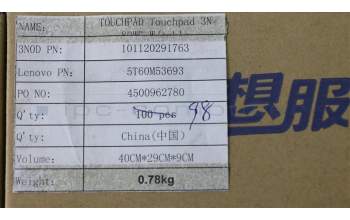 NAME: TOUCHPAD Touchpad 3N-
3NOD PN: 101120291763
Lenovo PN: 5T60M53693
PO NO: 4500962780
Q'ty: 100 pcs 98
Q'ty: China(中国)
Volume: 40CM*29CM*9CM
Weight: 0.78kg
想服